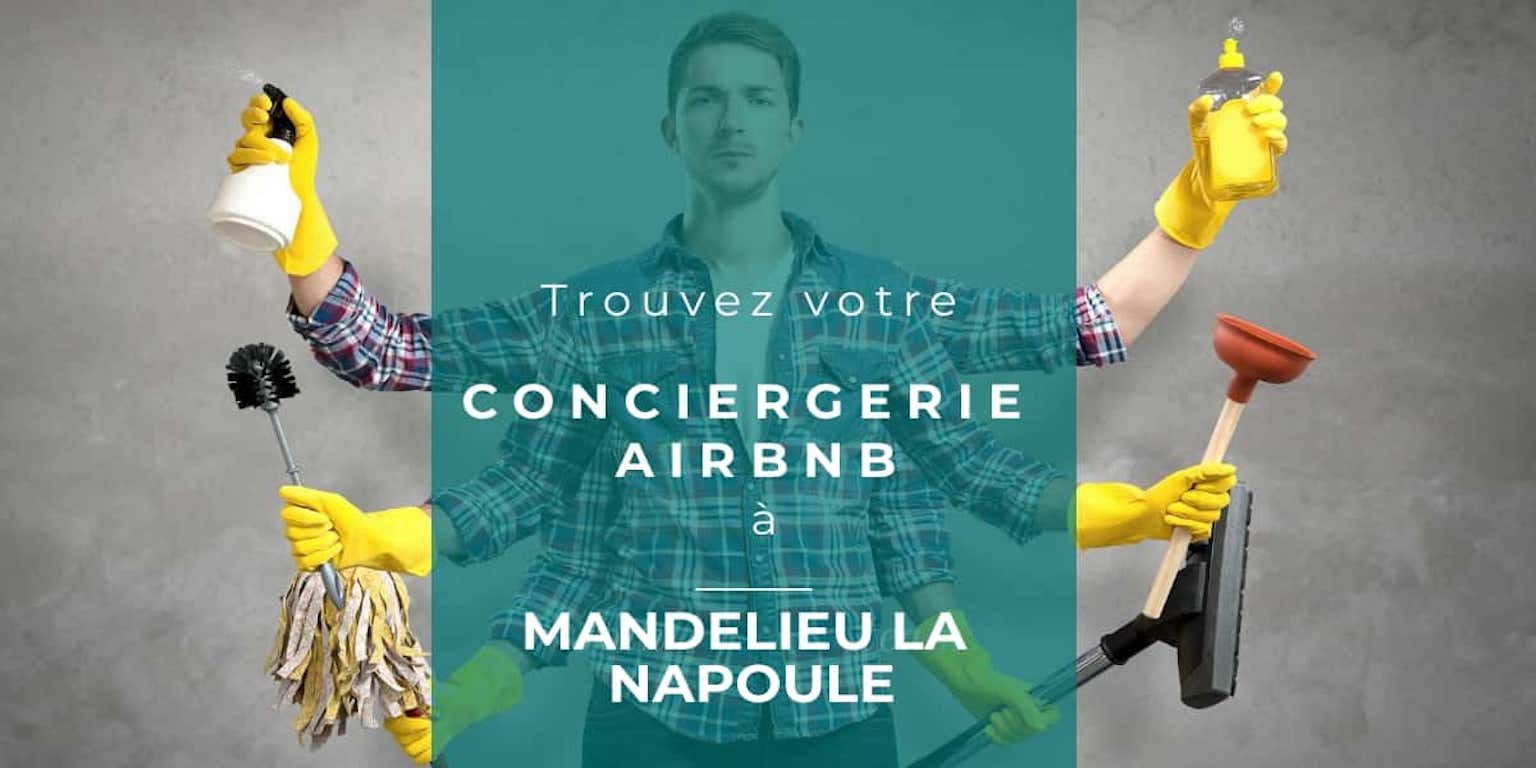 Trouvez votre
CONCIERGERIE
AIRBNB
à
MANDELIEU LA
NAPOULE